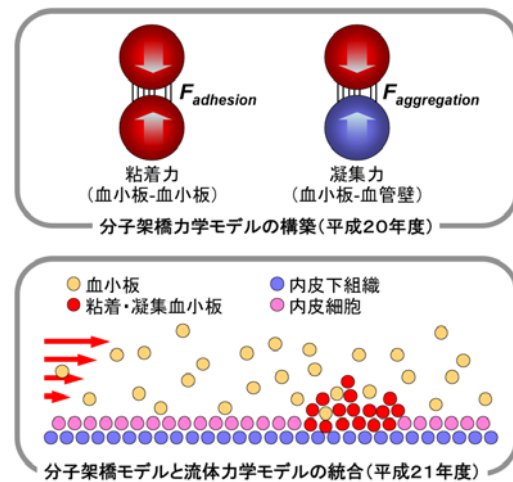 F adhesion
F aggregation
粘着力
(血小板-血小板)
凝集力
(血小板-血管壁)
分子架橋力学モデルの構築(平成20年度)
血小板
内皮下組織
粘着・凝集血小板
内皮細胞
分子架橋モデルと流体力学モデルの統合(平成21年度)